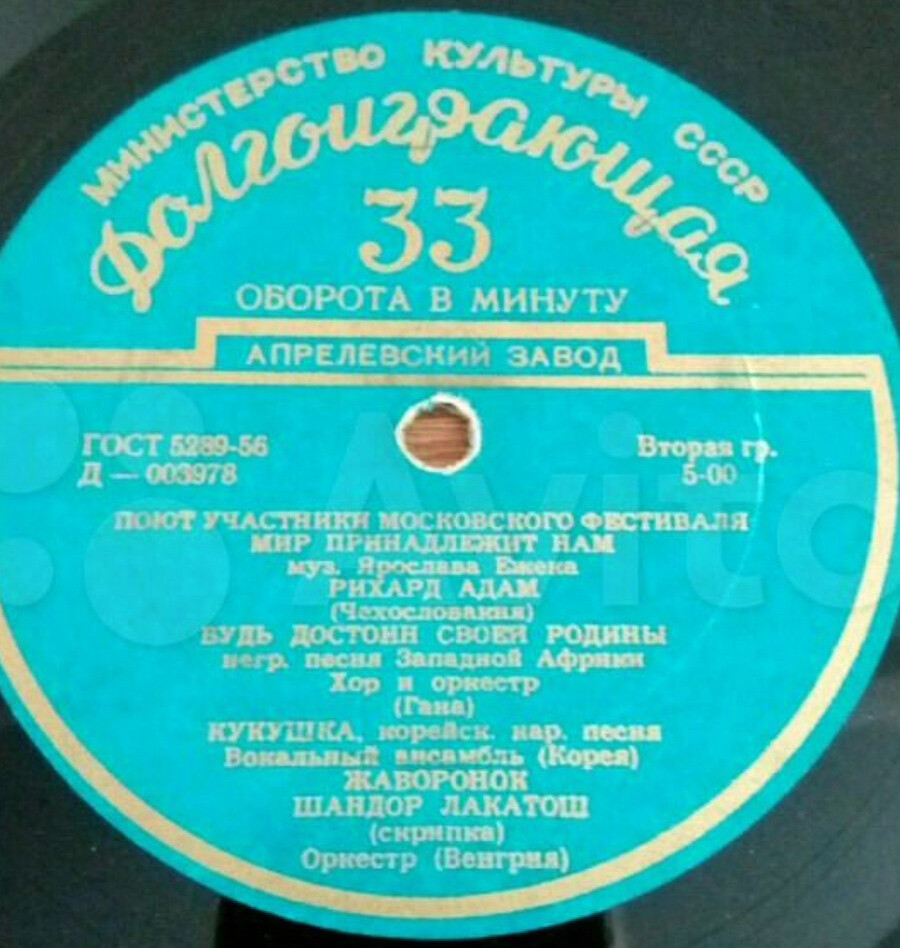 МИНИСТЕРСТВО КУЛЬТУРЫ СССР
Долгоиграющая
33
ОБОРОТА В МИНУТУ
АПРЕЛЕВСКИЙ ЗАВОД
ГОСТ 5289-56
Вторая гр.
Д — 003978
5-00
ПОЮТ УЧАСТНИКИ МОСКОВСКОГО ФЕСТИВАЛЯ
МИР ПРИНАДЛЕЖИТ НАМ
муз. Ярослава Ежека
РИХАРД АДАМ
(Чехословакия)
БУДЬ ДОСТОИН СВОЕЙ РОДИНЫ
негр. песня Западной Африки
Хор и оркестр
(Гана)
КУКУШКА, корейск. нар. песня
Вокальный ансамбль (Корея)
ЖАВОРОНОК
ШАНДОР ЛАКАТОШ
(скрипка)
Оркестр (Венгрия)
Avito